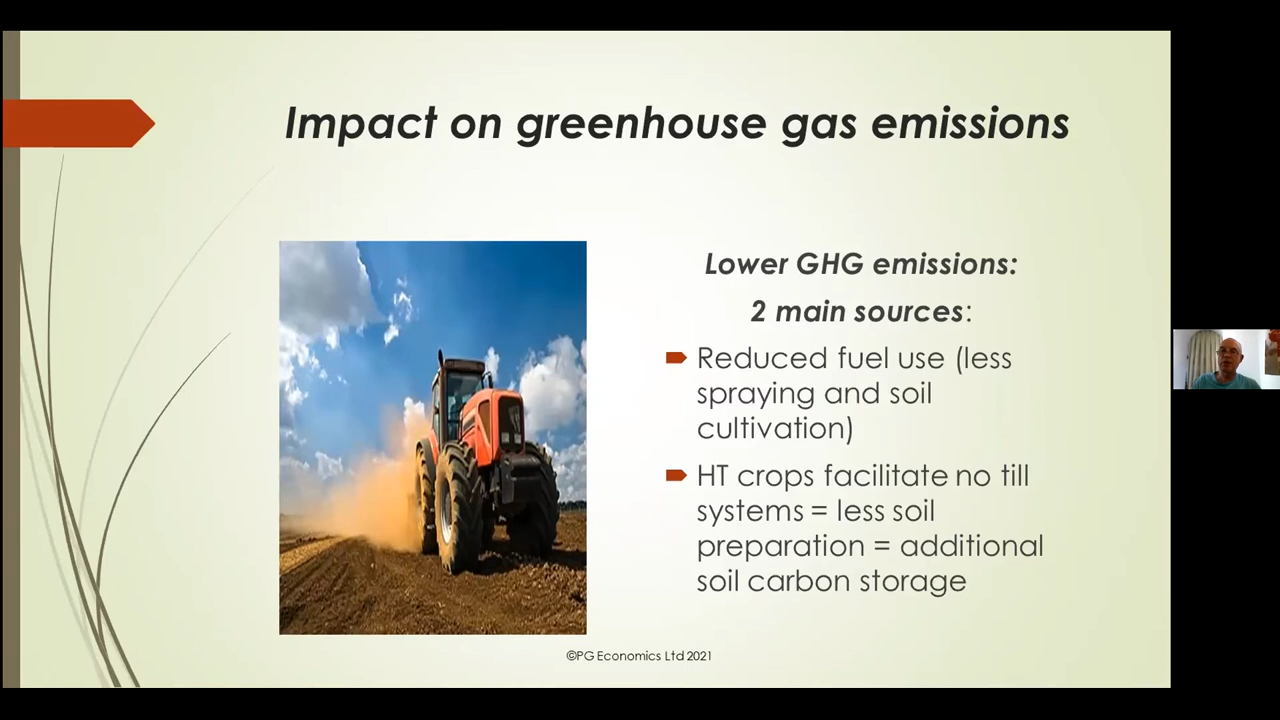 Impact on greenhouse gas emissions
Lower GHG emissions:
2 main sources:
Reduced fuel use (less
spraying and soil
cultivation)
HT crops facilitate no till
systems = less soil
preparation = additional
soil carbon storage
©PG Economics Ltd 2021